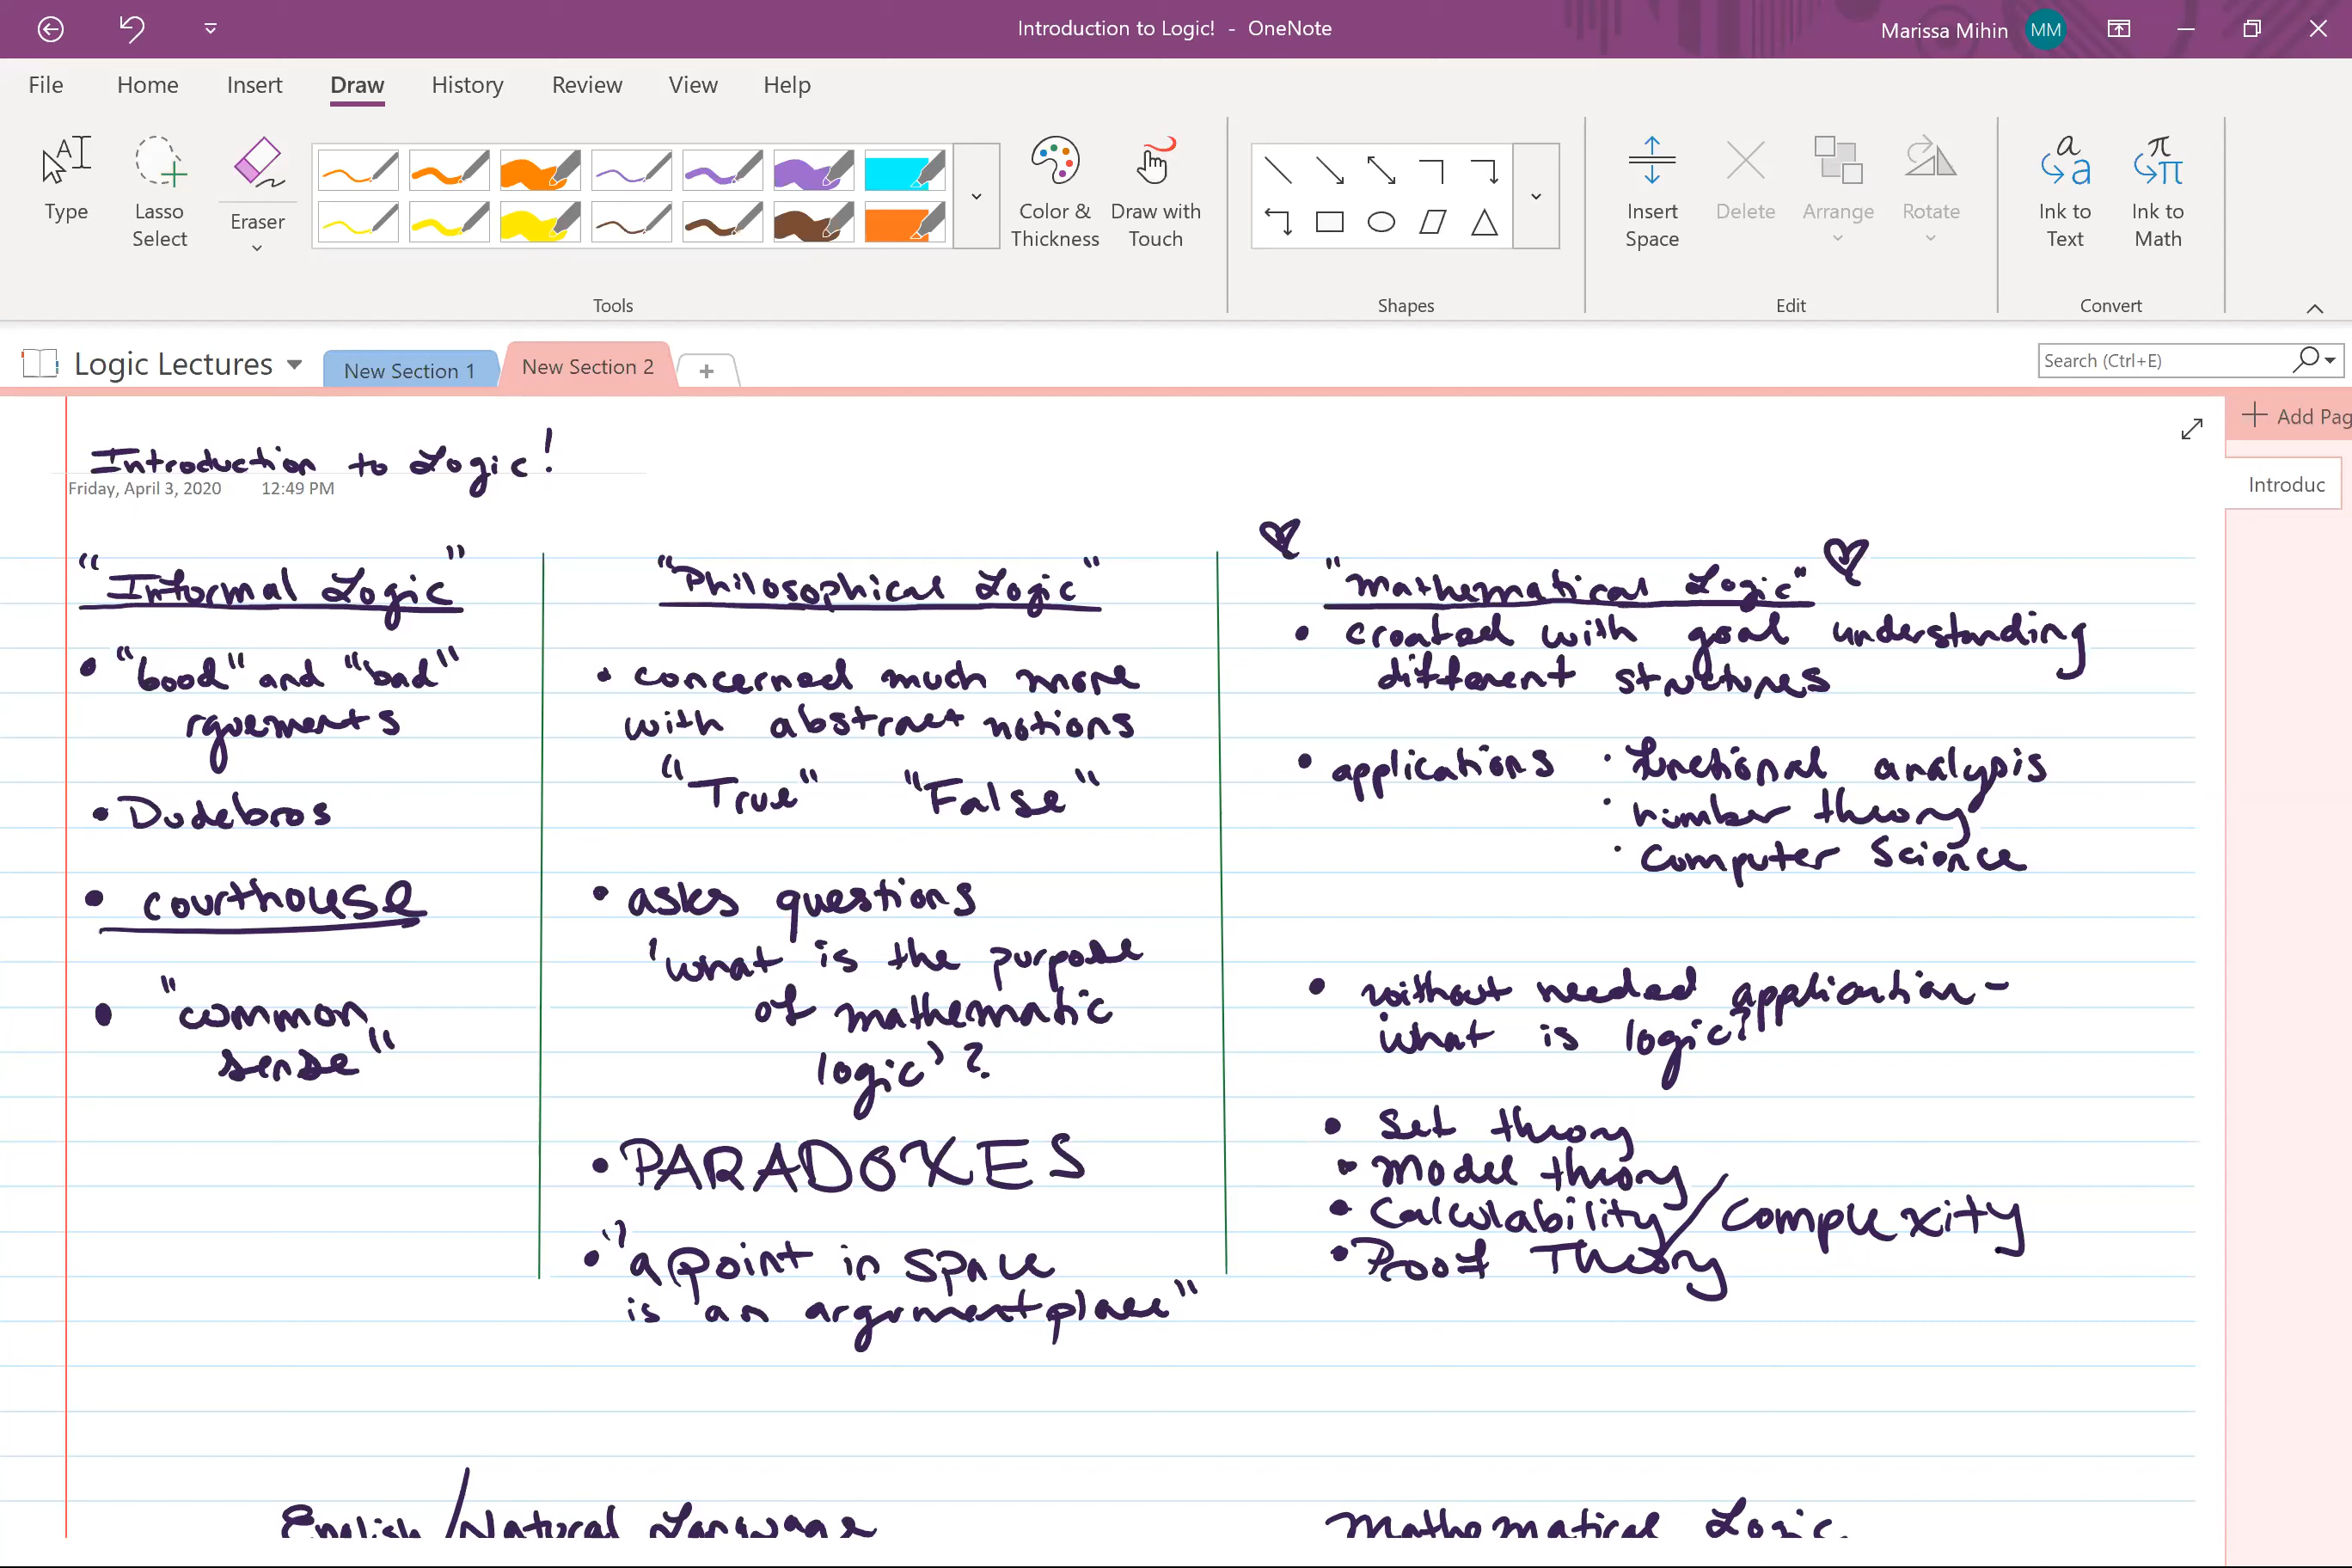 Introduction to Logic! - OneNote
Marissa Mihin MM
File Home Insert Draw History Review View Help
Type
Lasso Select
Eraser
Color & Thickness
Draw with Touch
Insert Space
Delete
Arrange
Rotate
Ink to Text
Ink to Math
Tools
Shapes
Edit
Convert
Logic Lectures
New Section 1
New Section 2
Search (Ctrl+E)
Add Pag
Introduc
Introduction to Logic!
Friday, April 3, 2020 12:49 PM
"Informal Logic"
• "Good" and "bad"
rguements
• Dudebros
• courthouse
• "common
sense"
"Philosophical Logic"
• concerned much more
with abstract notions
"True" "False"
• asks questions
'what is the purpose
of mathematic
logic'?
• PARADOXES
• "a point in space
is an argument place"
"Mathematical Logic"
• created with goal understanding
different structures
• applications
• functional analysis
• number theory
• Computer Science
• without needed application -
what is logic?
• Set theory
• Model theory
• Calculability/Complexity
• Proof Theory
English/Natural Language
Mathematical Logic